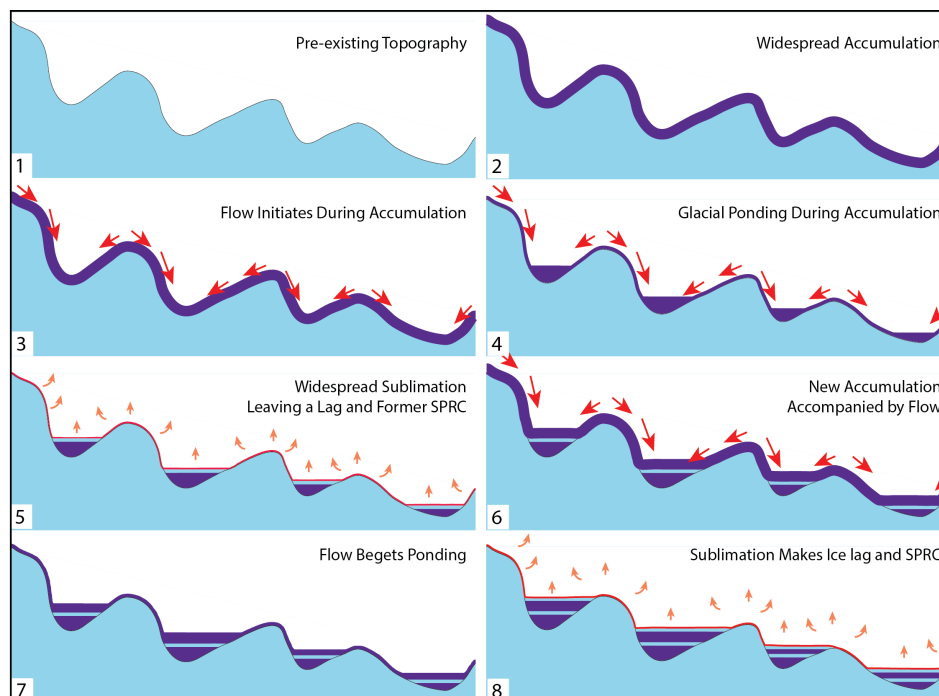 Pre-existing Topography
1
Widespread Accumulation
2
Flow Initiates During Accumulation
3
Glacial Ponding During Accumulation
4
Widespread Sublimation
Leaving a Lag and Former SPRC
5
New Accumulation
Accompanied by Flow
6
Flow Begets Ponding
7
Sublimation Makes Ice lag and SPRC
8